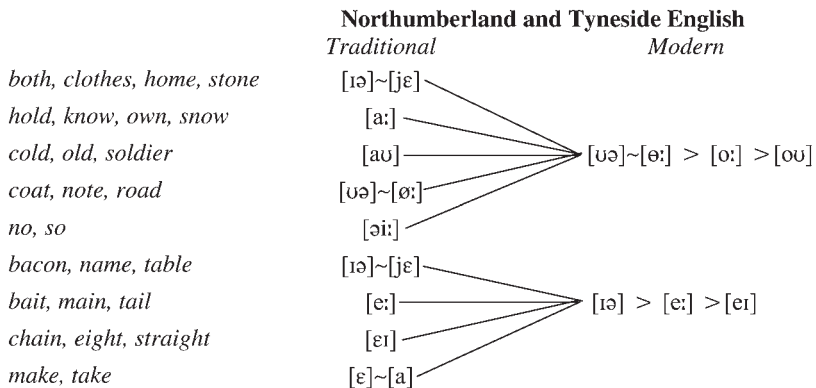 Northumberland and Tyneside English
Traditional Modern
both, clothes, home, stone [ɪə]~[jɛ]
hold, know, own, snow [aː]
cold, old, soldier [aʊ] [ʊə]~[ɵː] > [oː] >[oʊ]
coat, note, road [ʊə]~[øː]
no, so [əiː]
bacon, name, table [ɪə]~[jɛ]
bait, main, tail [eː] [ɪə] > [eː] >[eɪ]
chain, eight, straight [ɛɪ]
make, take [ɛ]~[a]